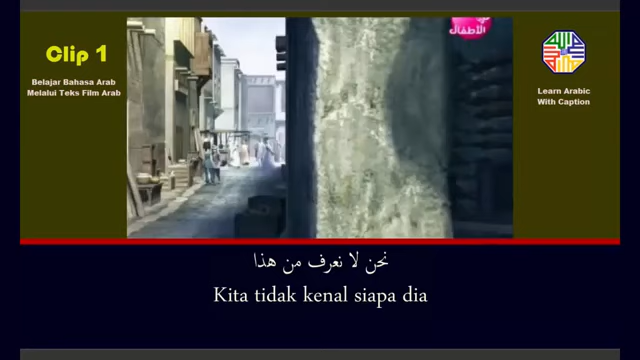 Clip 1
Belajar Bahasa Arab
Melalui Teks Film Arab
الأطفال
Learn Arabic
With Caption
نحن لا نعرف من هذا
Kita tidak kenal siapa dia